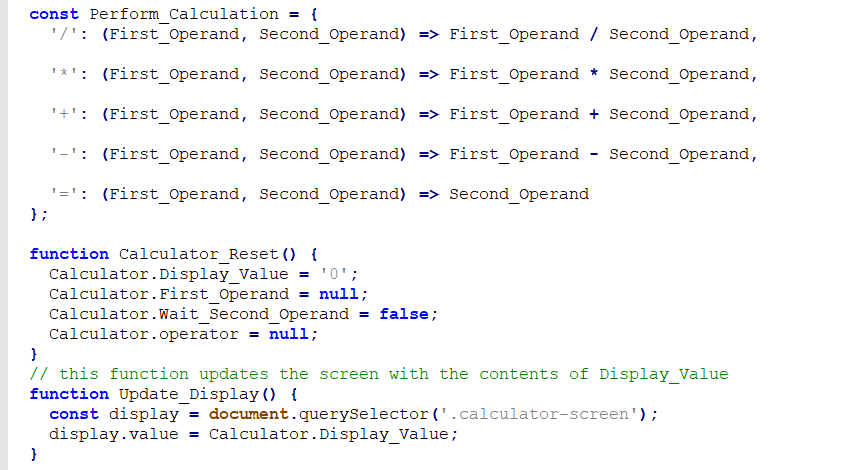 const Perform_Calculation = {
'/': (First_Operand, Second_Operand) => First_Operand / Second_Operand,
'*': (First_Operand, Second_Operand) => First_Operand * Second_Operand,
'+': (First_Operand, Second_Operand) => First_Operand + Second_Operand,
'-': (First_Operand, Second_Operand) => First_Operand - Second_Operand,
'=': (First_Operand, Second_Operand) => Second_Operand
};
function Calculator_Reset() {
Calculator.Display_Value = '0';
Calculator.First_Operand = null;
Calculator.Wait_Second_Operand = false;
Calculator.operator = null;
}
// this function updates the screen with the contents of Display_Value
function Update_Display() {
const display = document.querySelector('.calculator-screen');
display.value = Calculator.Display_Value;
}